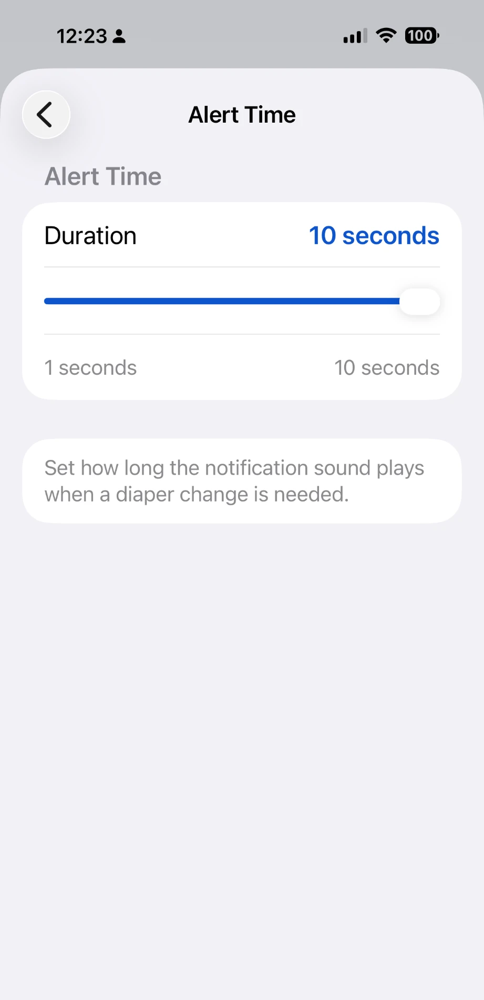 12:23
100
Alert Time
Alert Time
Duration 10 seconds
1 seconds 10 seconds
Set how long the notification sound plays
when a diaper change is needed.